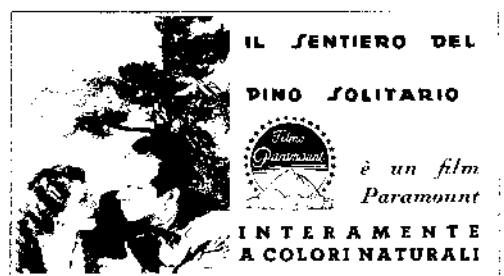 IL SENTIERO DEL
PINO SOLITARIO
Films
Paramount
è un film
Paramount
INTERAMENTE
A COLORI NATURALI